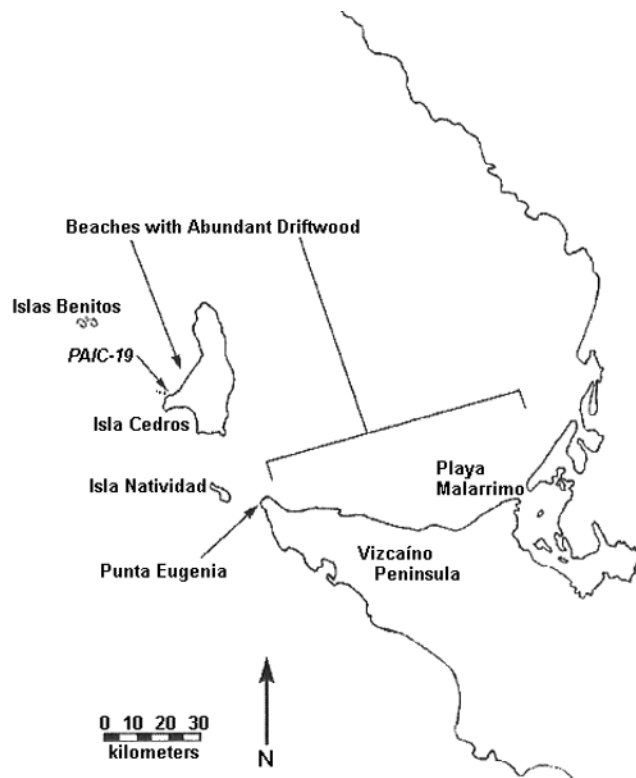 Beaches with Abundant Driftwood
Islas Benitos
PAIC-19
Isla Cedros
Isla Natividad
Playa
Malarrimo
Punta Eugenia
Vizcaíno
Peninsula
0 10 20 30
kilometers
N